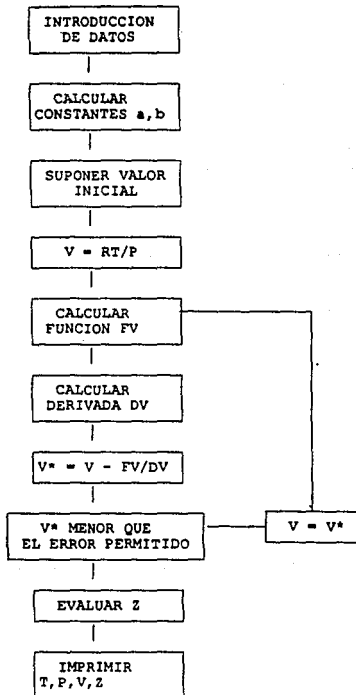 INTRODUCCION
DE DATOS
CALCULAR
CONSTANTES a,b
SUPONER VALOR
INICIAL
V = RT/P
CALCULAR
FUNCION FV
CALCULAR
DERIVADA DV
V* = V - FV/DV
V* MENOR QUE
EL ERROR PERMITIDO
V = V*
EVALUAR Z
IMPRIMIR
T,P,V,Z